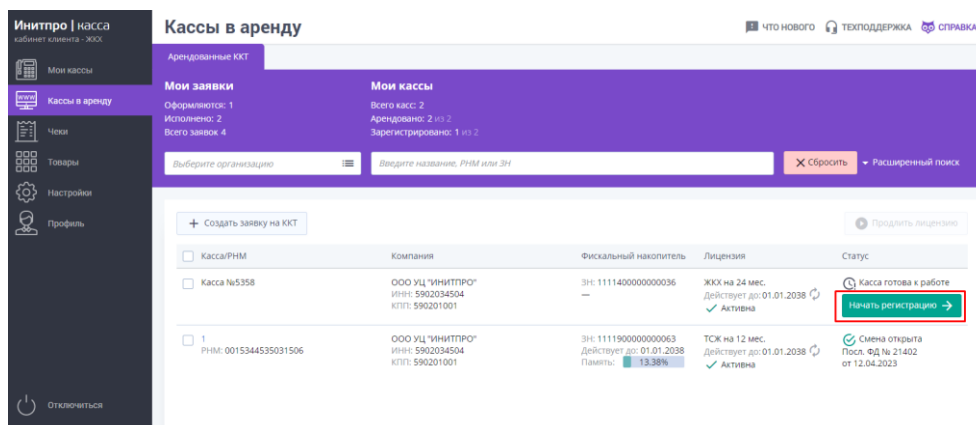 Инитпро | касса
кабинет клиента - ЖКХ
Мои кассы
Кассы в аренду
Чеки
Товары
Настройки
Профиль
Отключиться
Кассы в аренду
ЧТО НОВОГО
ТЕХПОДДЕРЖКА
СПРАВКА
Арендованные ККТ
Мои заявки
Оформляются: 1
Исполнено: 2
Всего заявок 4
Мои кассы
Всего касс: 2
Арендовано: 2 из 2
Зарегистрировано: 1 из 2
Выберите организацию
Введите название, РНМ или ЗН
Сбросить
Расширенный поиск
+ Создать заявку на ККТ
Продлить лицензию
Касса/РНМ
Компания
Фискальный накопитель
Лицензия
Статус
Касса №5358
ООО УЦ "ИНИТПРО"
ИНН: 5902034504
КПП: 590201001
ЗН: 1111400000000036
—
ЖКХ на 24 мес.
Действует до: 01.01.2038
Активна
Касса готова к работе
Начать регистрацию →
1
РНМ: 0015344535031506
ООО УЦ "ИНИТПРО"
ИНН: 5902034504
КПП: 590201001
ЗН: 1111900000000063
Действует до: 01.01.2038
Память: 13.38%
ТСЖ на 12 мес.
Действует до: 01.01.2038
Активна
Смена открыта
Посл. ФД № 21402
от 12.04.2023